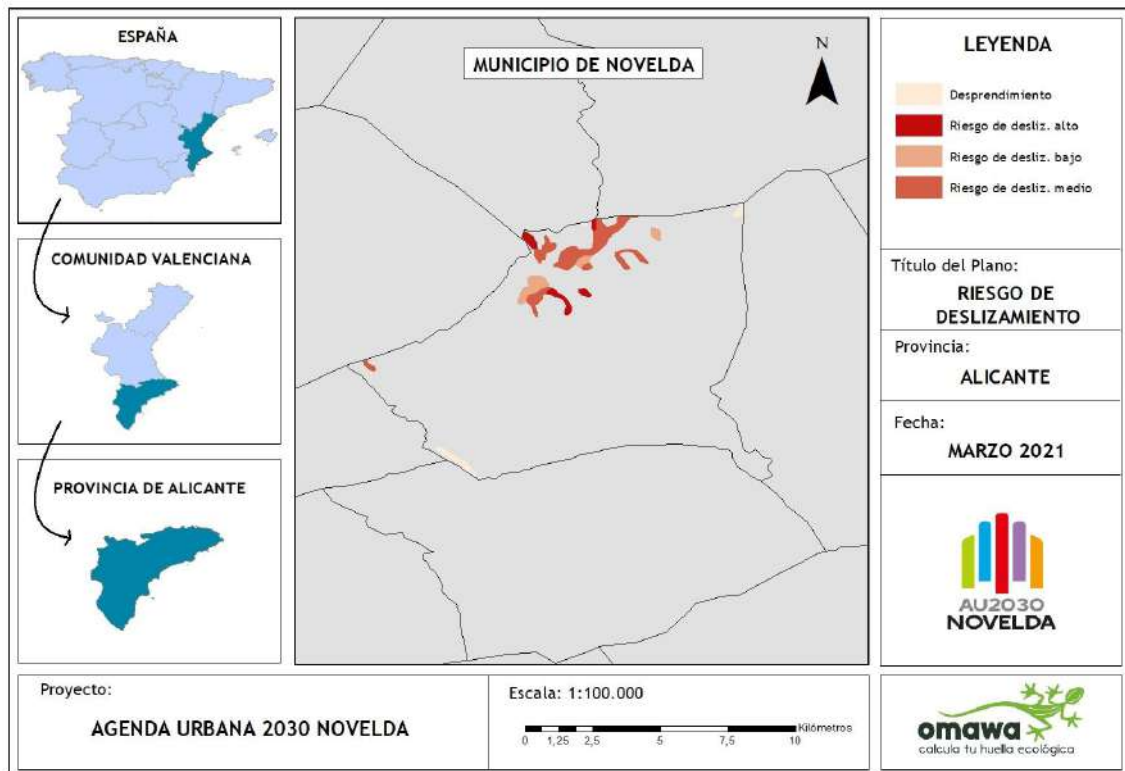 ESPAÑA
COMUNIDAD VALENCIANA
PROVINCIA DE ALICANTE
MUNICIPIO DE NOVELDA
N
LEYENDA
Desprendimiento
Riesgo de desliz. alto
Riesgo de desliz. bajo
Riesgo de desliz. medio
Título del Plano:
RIESGO DE
DESLIZAMIENTO
Provincia:
ALICANTE
Fecha:
MARZO 2021
AU2030
NOVELDA
Proyecto:
AGENDA URBANA 2030 NOVELDA
Escala: 1:100.000
Kilómetros
0 1,25 2,5 5 7,5 10
omawa
calcula tu huella ecológica